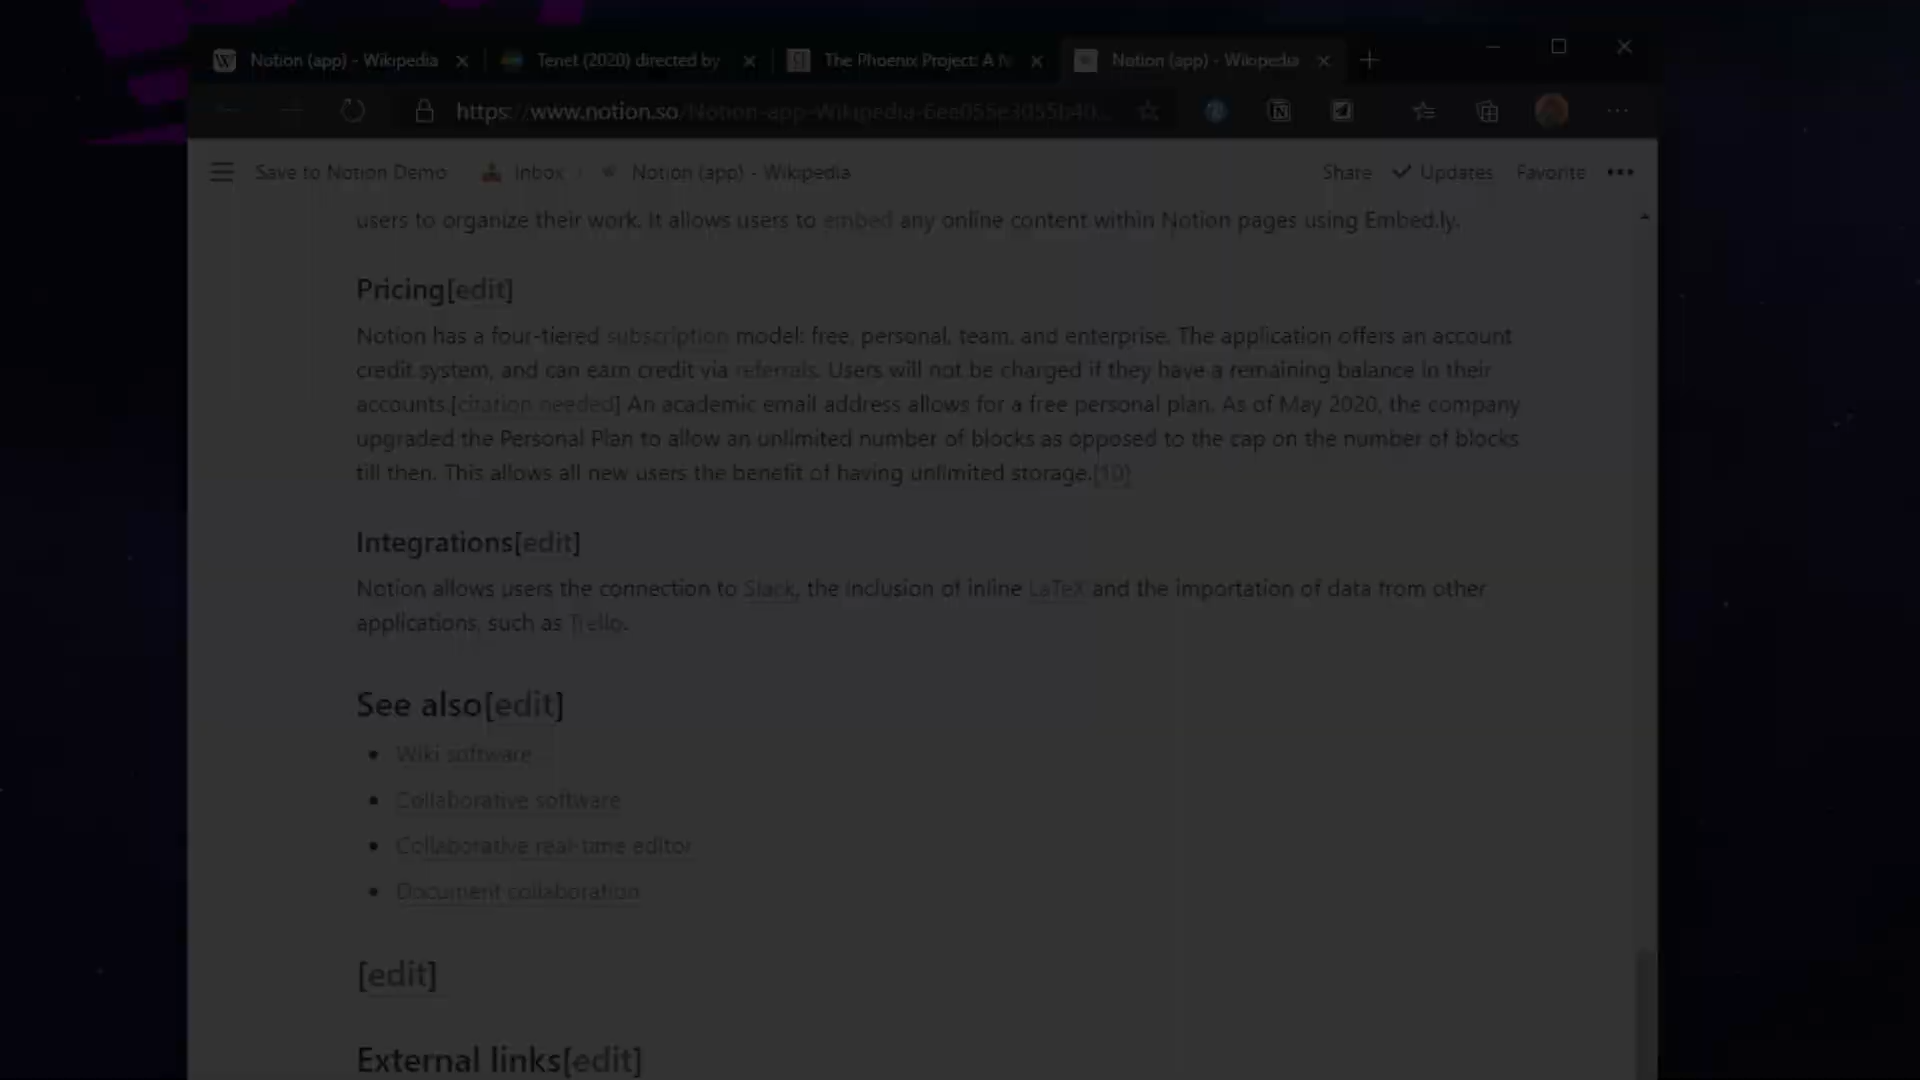 Notion (app) - Wikipedia
Tenet (2020) directed by
The Phoenix Project: A N
Notion (app) - Wikipedia
https://www.notion.so/Notion-app-Wikipedia-6ee055e3055b40...
Save to Notion Demo
Inbox / Notion (app) - Wikipedia
Share
Updates
Favorite
users to organize their work. It allows users to embed any online content within Notion pages using Embed.ly.
Pricing[edit]
Notion has a four-tiered subscription model: free, personal, team, and enterprise. The application offers an account
credit system, and can earn credit via referrals. Users will not be charged if they have a remaining balance in their
accounts.[citation needed] An academic email address allows for a free personal plan. As of May 2020, the company
upgraded the Personal Plan to allow an unlimited number of blocks as opposed to the cap on the number of blocks
till then. This allows all new users the benefit of having unlimited storage.[10]
Integrations[edit]
Notion allows users the connection to Slack, the inclusion of inline LaTeX and the importation of data from other
applications, such as Trello.
See also[edit]
• Wiki software
• Collaborative software
• Collaborative real-time editor
• Document collaboration
[edit]
External links[edit]